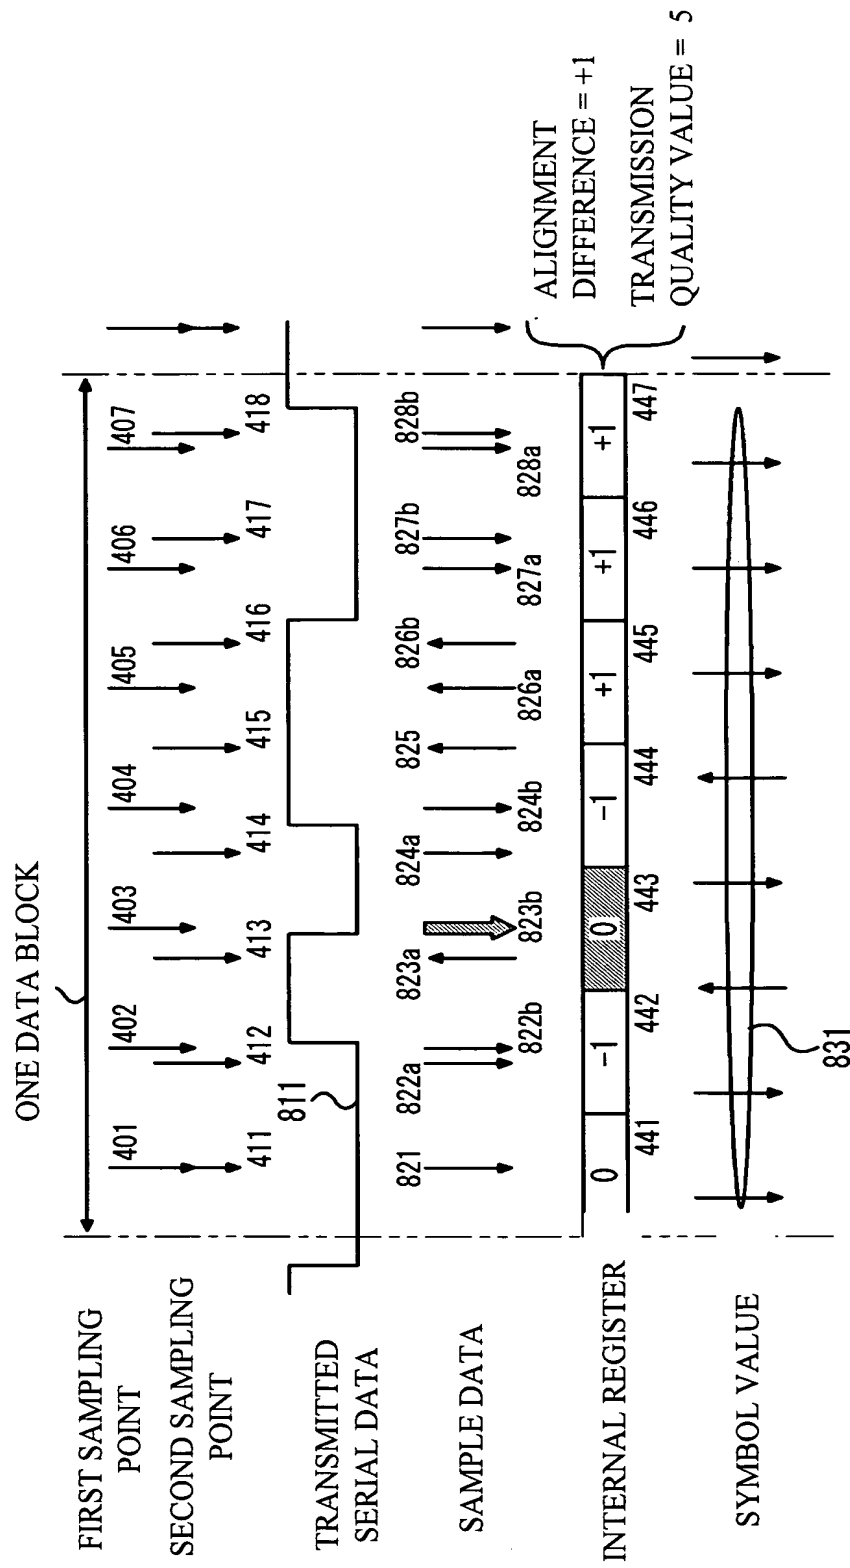 ONE DATA BLOCK
FIRST SAMPLING
POINT
401 402 403 404 405 406 407
SECOND SAMPLING
POINT
411 412 413 414 415 416 417 418
TRANSMITTED
SERIAL DATA
811
SAMPLE DATA
821 822a 823a 824a 825 826b 827b 828b
822b 823b 824b 826a 827a 828a
INTERNAL REGISTER
0 −1 0 −1 +1 +1 +1
441 442 443 444 445 446 447
ALIGNMENT
DIFFERENCE = +1
TRANSMISSION
QUALITY VALUE = 5
SYMBOL VALUE
831